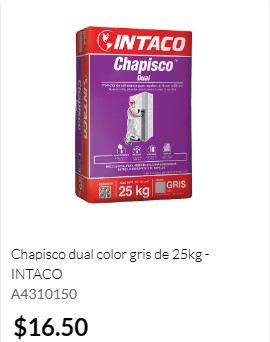 INTACO
Chapisco®
Dual
25 kg
GRIS
Chapisco dual color gris de 25kg -
INTACO
A4310150
$16.50